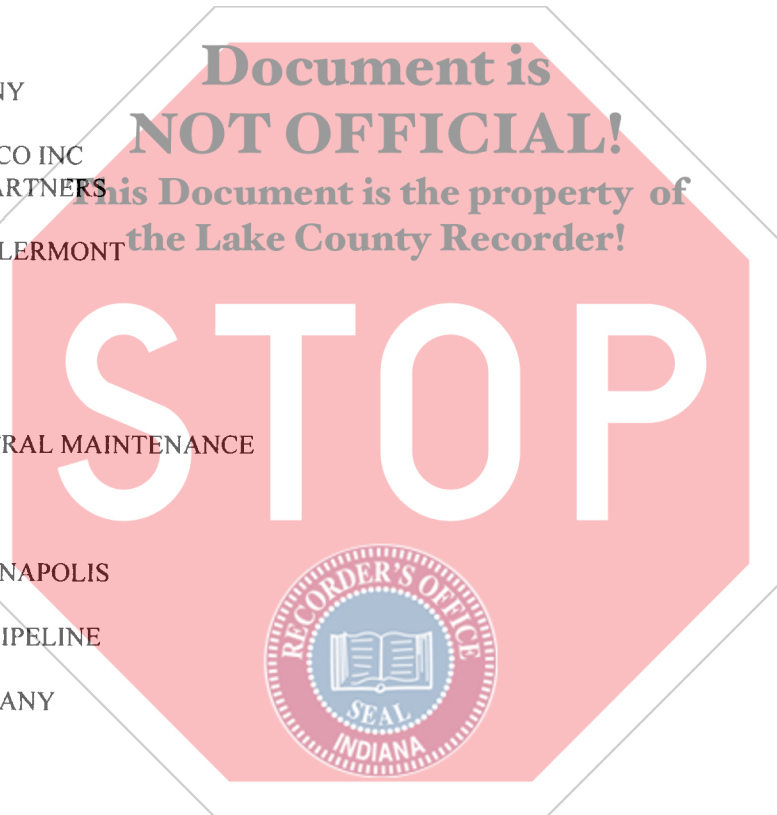 Document is
NY
NOT OFFICIAL!
CO INC
ARTNERS
This Document is the property of
LERMONT
the Lake County Recorder!
STOP
RAL MAINTENANCE
NAPOLIS
RECORDER'S OFFICE
IPELINE
SEAL
ANY
INDIANA